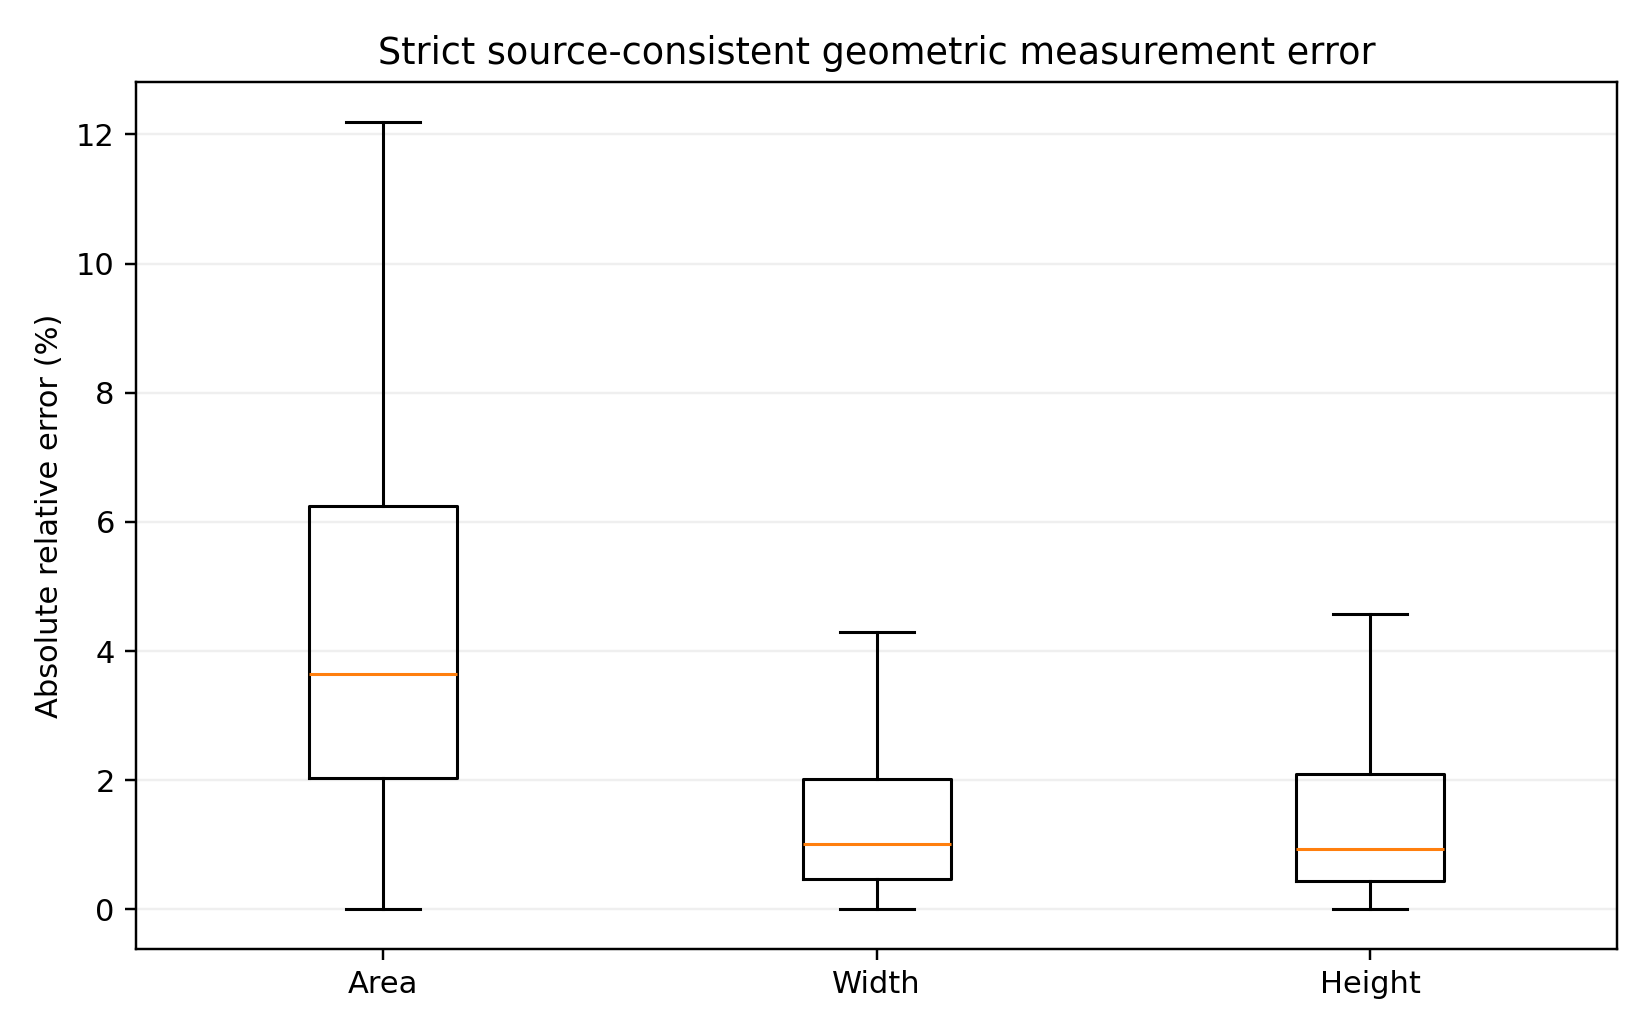 Strict source-consistent geometric measurement error
Absolute relative error (%)
12
10
8
6
4
2
0
Area
Width
Height